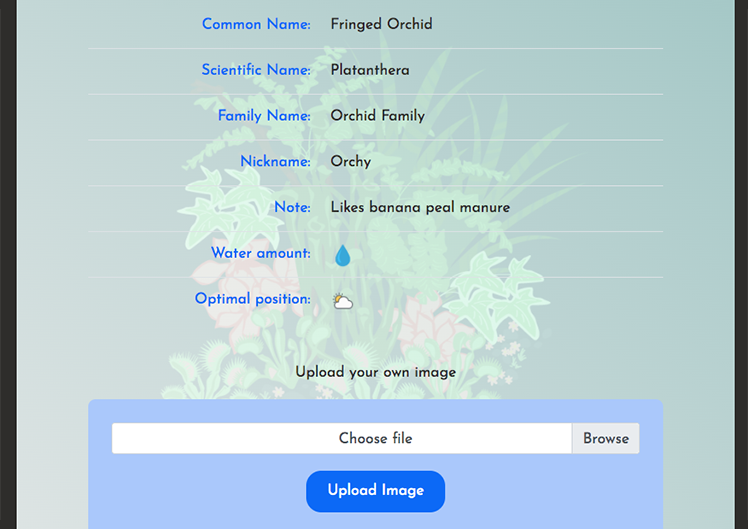 Common Name: Fringed Orchid
Scientific Name: Platanthera
Family Name: Orchid Family
Nickname: Orchy
Note: Likes banana peal manure
Water amount:
Optimal position:
Upload your own image
Choose file Browse
Upload Image